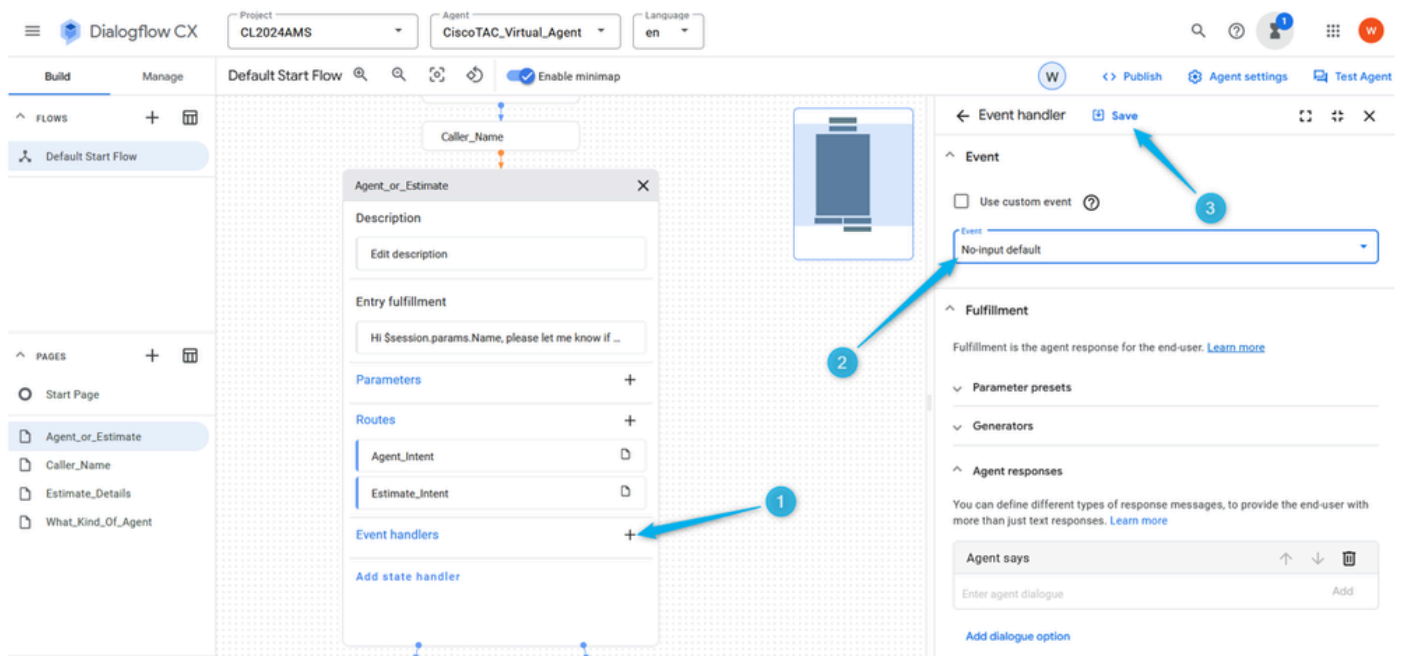 Dialogflow CX
Project
CL2024AMS
Agent
CiscoTAC_Virtual_Agent
Language
en
1
W
Build
Manage
Default Start Flow
Enable minimap
W
<> Publish
Agent settings
Test Agent
FLOWS
Default Start Flow
PAGES
Start Page
Agent_or_Estimate
Caller_Name
Estimate_Details
What_Kind_Of_Agent
Caller_Name
Agent_or_Estimate
Description
Edit description
Entry fulfillment
Hi $session.params.Name, please let me know if ...
Parameters
Routes
Agent_Intent
Estimate_Intent
Event handlers
Add state handler
1
2
3
Event handler
Save
Event
Use custom event
Event
No-input default
Fulfillment
Fulfillment is the agent response for the end-user. Learn more
Parameter presets
Generators
Agent responses
You can define different types of response messages, to provide the end-user with
more than just text responses. Learn more
Agent says
Enter agent dialogue
Add
Add dialogue option